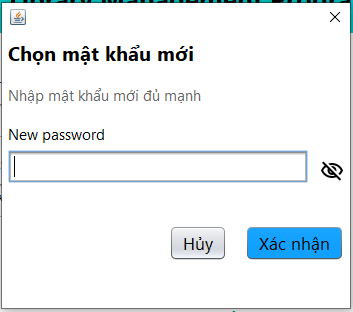 Chọn mật khẩu mới
Nhập mật khẩu mới đủ mạnh
New password
Hủy
Xác nhận